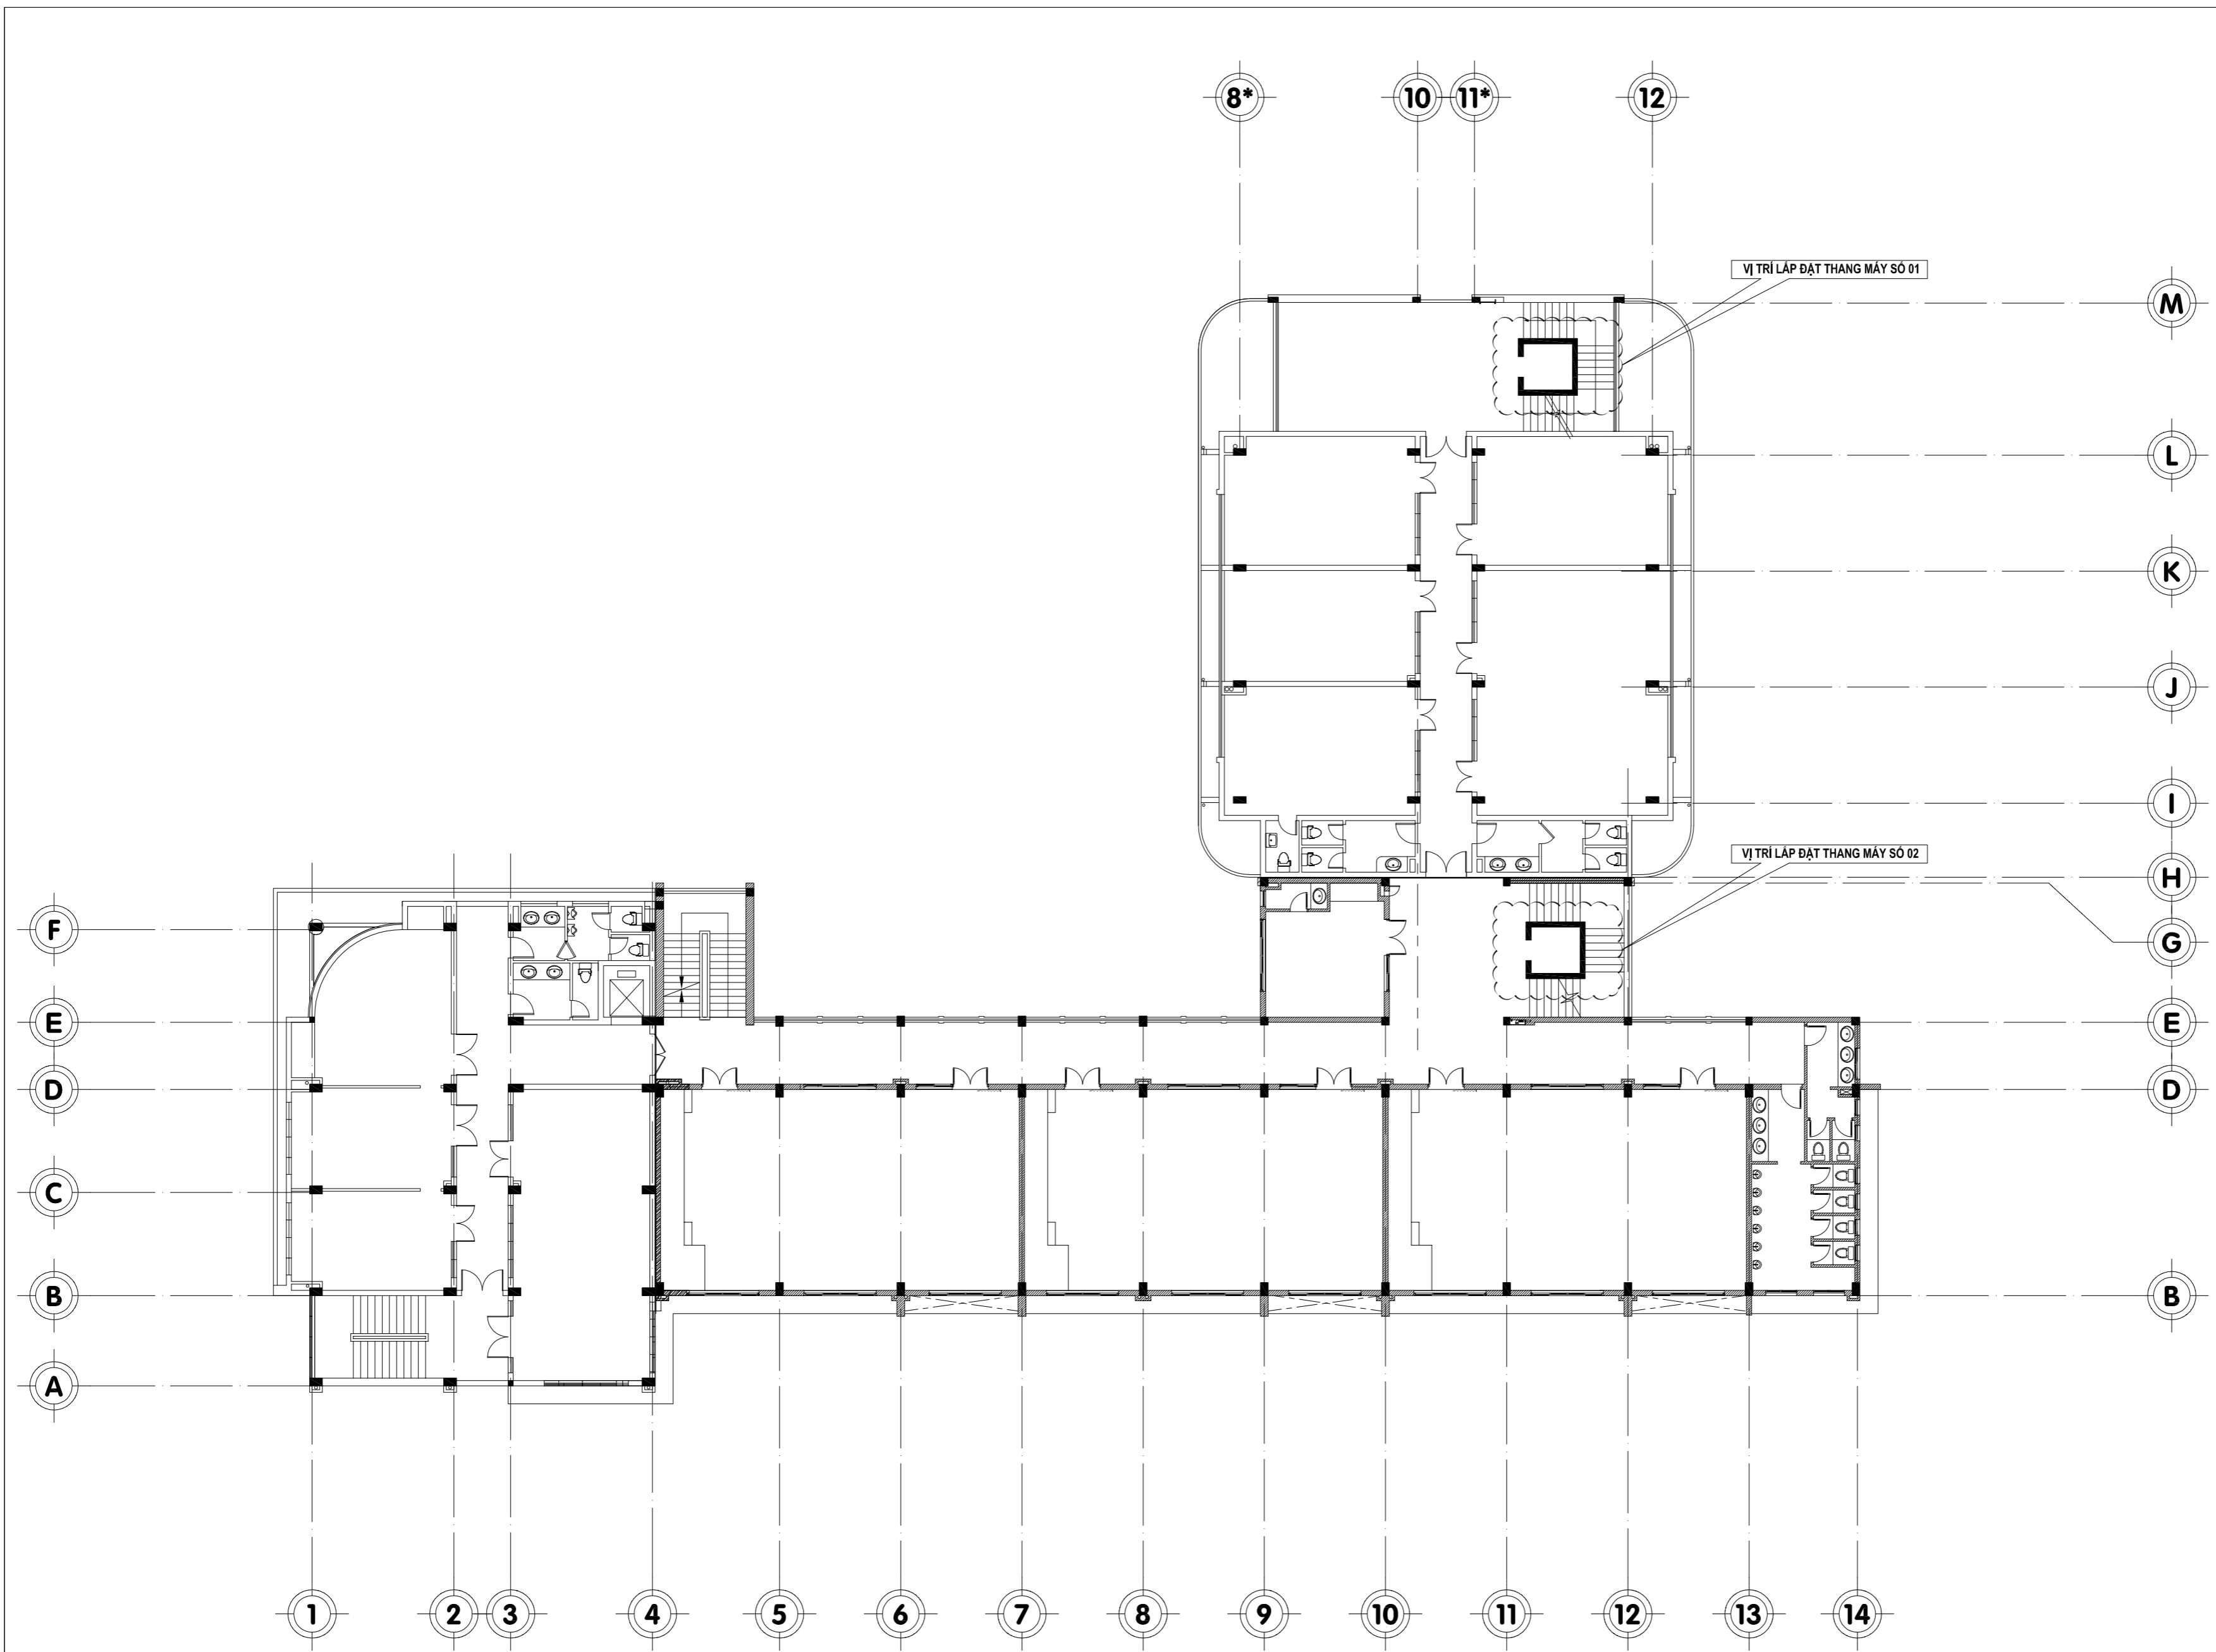 8*
10
11*
12
VỊ TRÍ LẮP ĐẶT THANG MÁY SỐ 01
M
L
K
J
I
VỊ TRÍ LẮP ĐẶT THANG MÁY SỐ 02
H
F
G
E
E
D
D
C
B
B
A
1
2
3
4
5
6
7
8
9
10
11
12
13
14